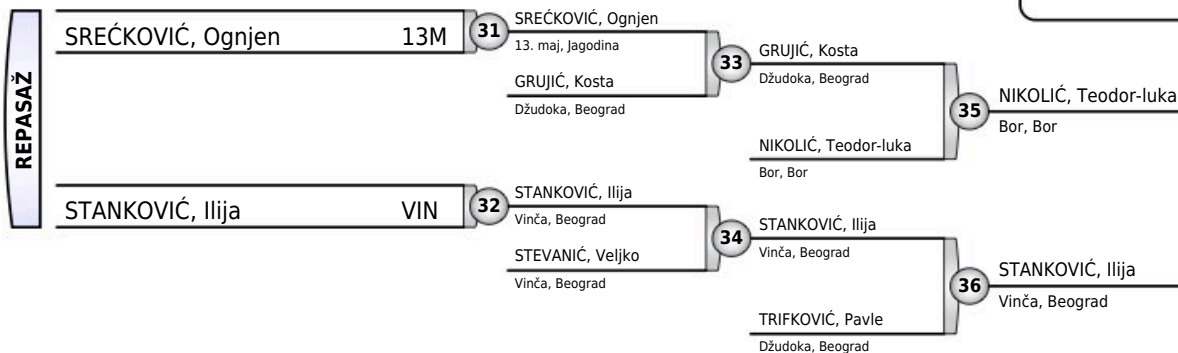 REPASAŽ
SREĆKOVIĆ, Ognjen 13M
31
SREĆKOVIĆ, Ognjen
13. maj, Jagodina
GRUJIĆ, Kosta
Džudoka, Beograd
33
GRUJIĆ, Kosta
Džudoka, Beograd
NIKOLIĆ, Teodor-luka
Bor, Bor
35
NIKOLIĆ, Teodor-luka
Bor, Bor
STANKOVIĆ, Ilija VIN
32
STANKOVIĆ, Ilija
Vinča, Beograd
STEVANIĆ, Veljko
Vinča, Beograd
34
STANKOVIĆ, Ilija
Vinča, Beograd
TRIFKOVIĆ, Pavle
Džudoka, Beograd
36
STANKOVIĆ, Ilija
Vinča, Beograd